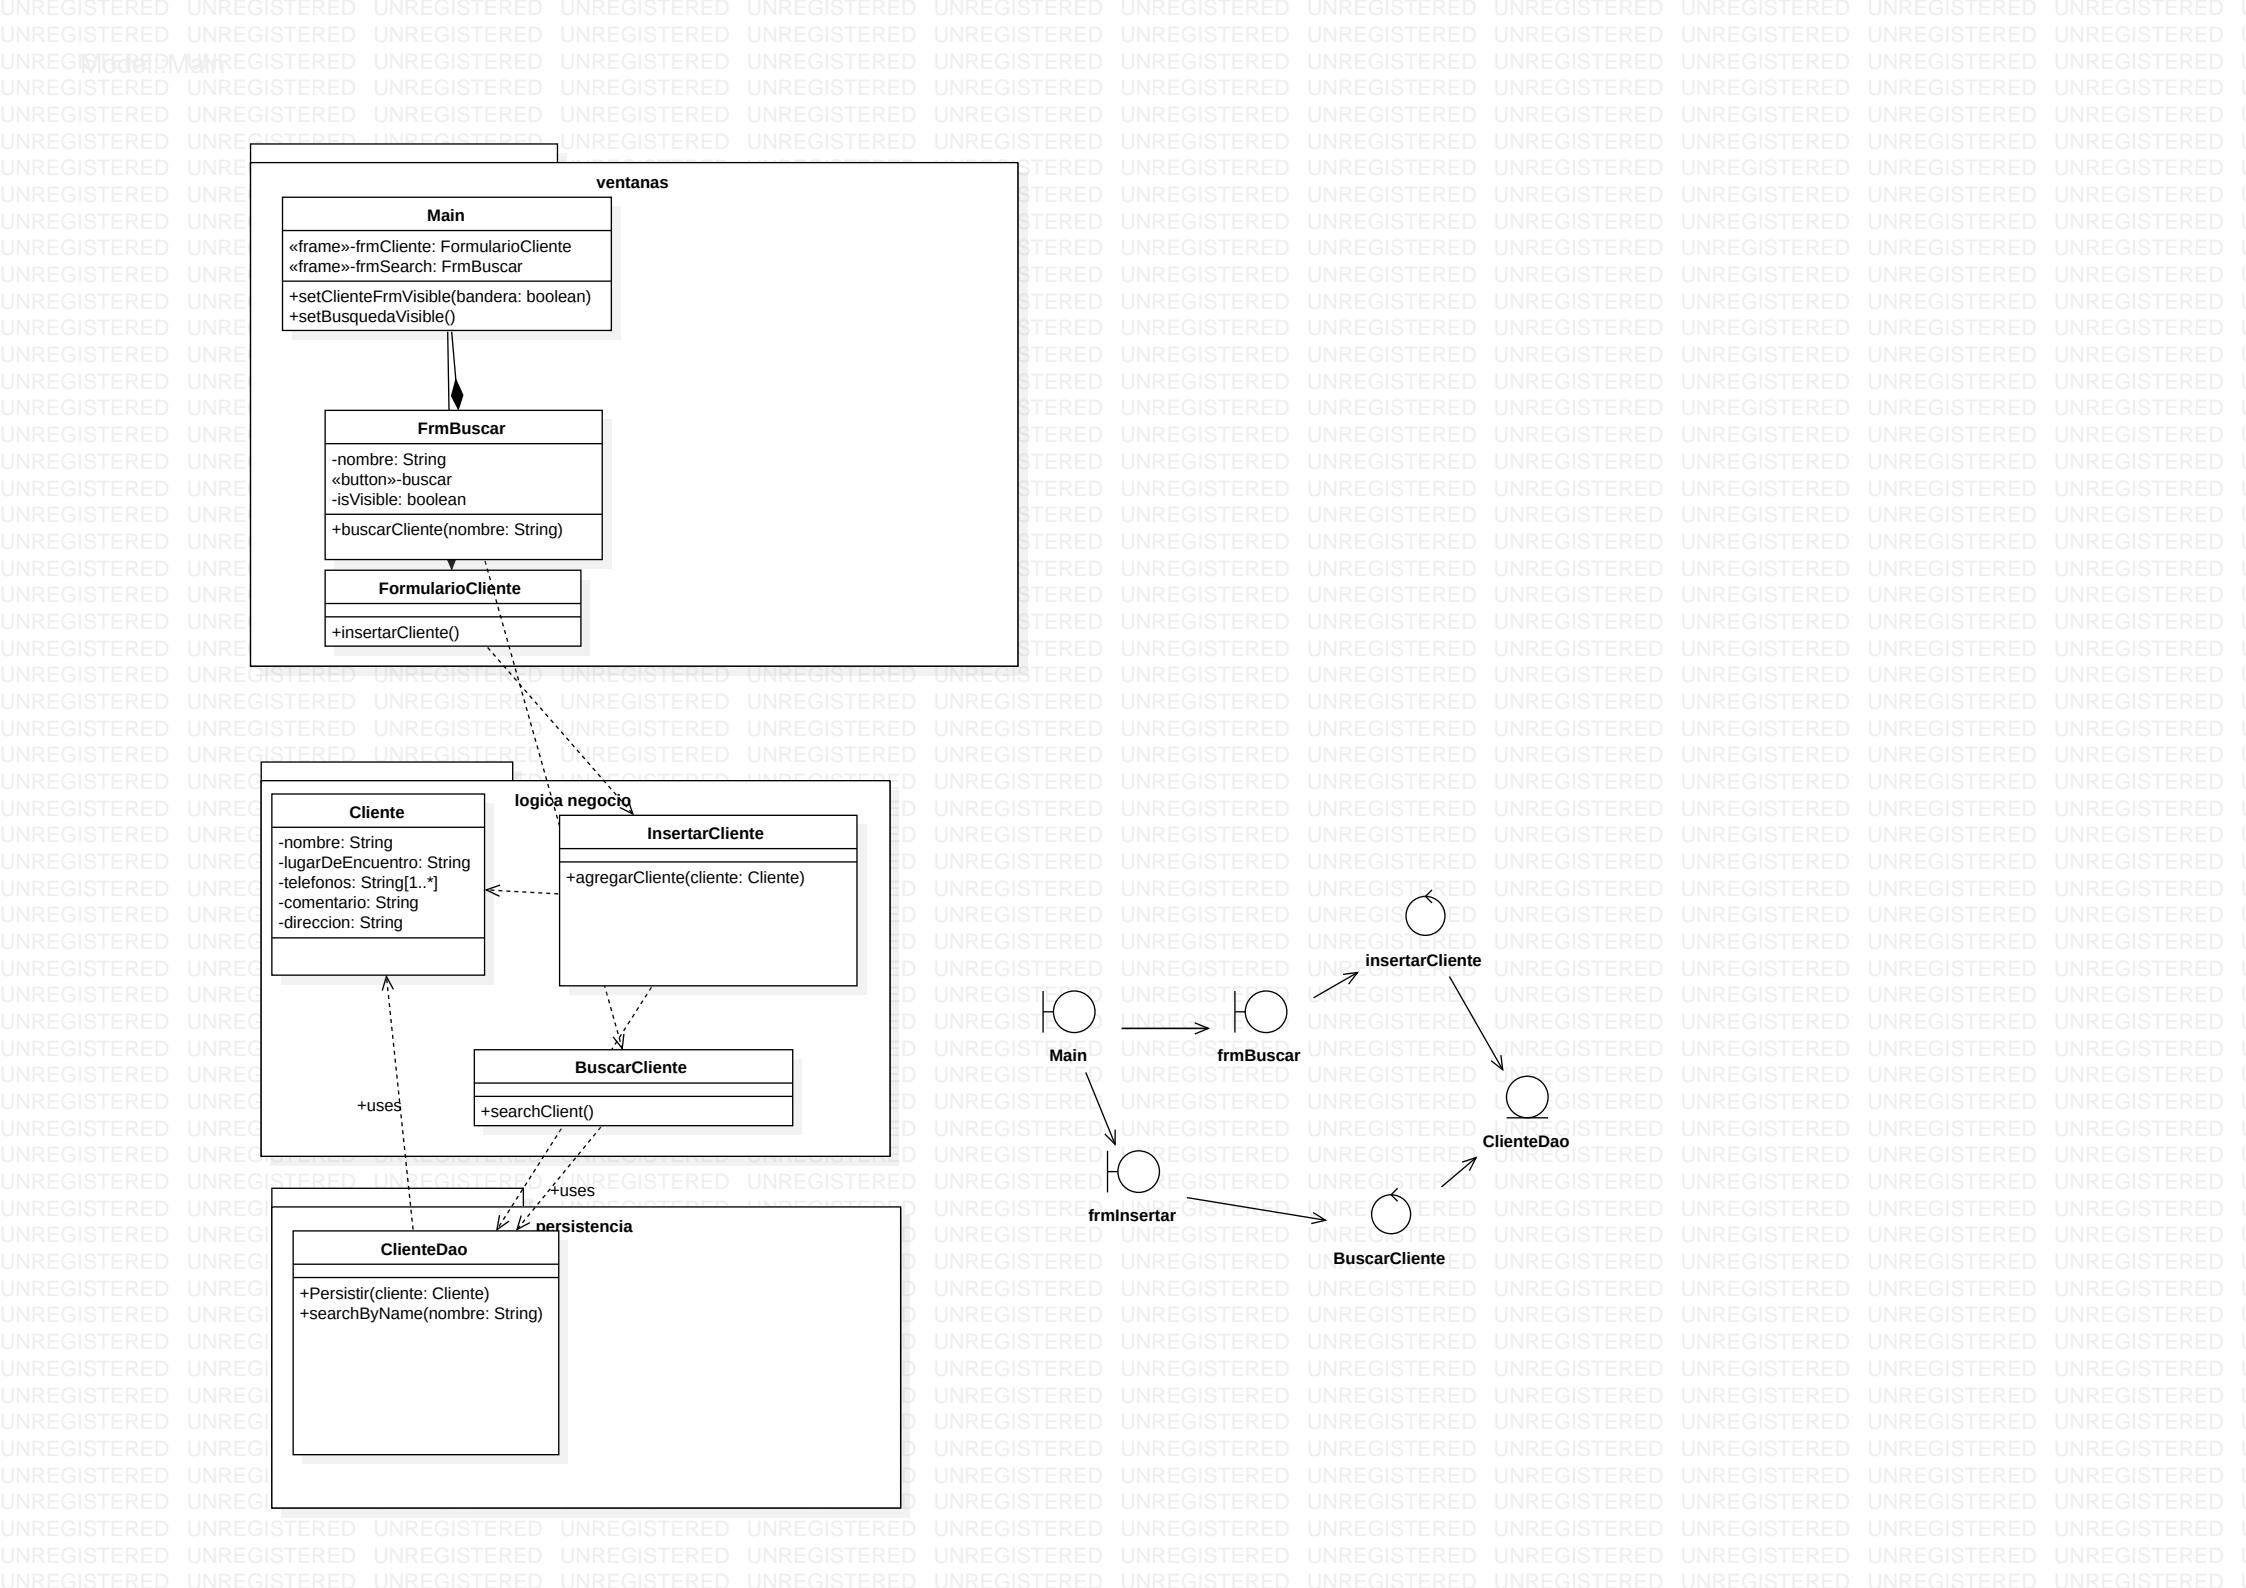 Model::Main
ventanas
Main
«frame»-frmCliente: FormularioCliente
«frame»-frmSearch: FrmBuscar
+setClienteFrmVisible(bandera: boolean)
+setBusquedaVisible()
FrmBuscar
-nombre: String
«button»-buscar
-isVisible: boolean
+buscarCliente(nombre: String)
FormularioCliente
+insertarCliente()
logica negocio
Cliente
-nombre: String
-lugarDeEncuentro: String
-telefonos: String[1..*]
-comentario: String
-direccion: String
InsertarCliente
+agregarCliente(cliente: Cliente)
BuscarCliente
+searchClient()
+uses
+uses
persistencia
ClienteDao
+Persistir(cliente: Cliente)
+searchByName(nombre: String)
insertarCliente
Main
frmBuscar
ClienteDao
frmInsertar
BuscarCliente
UNREGISTERED